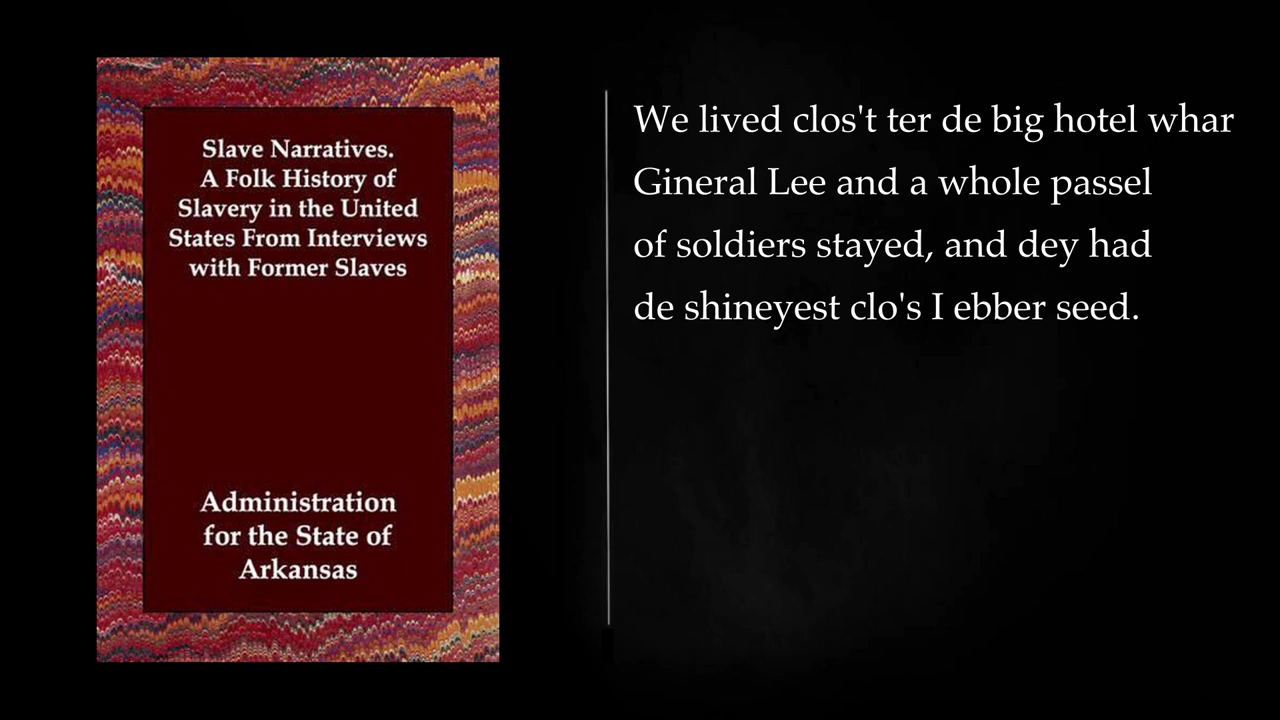 Slave Narratives.
A Folk History of
Slavery in the United
States From Interviews
with Former Slaves
Administration
for the State of
Arkansas
We lived clos't ter de big hotel whar
Gineral Lee and a whole passel
of soldiers stayed, and dey had
de shineyest clo's I ebber seed.